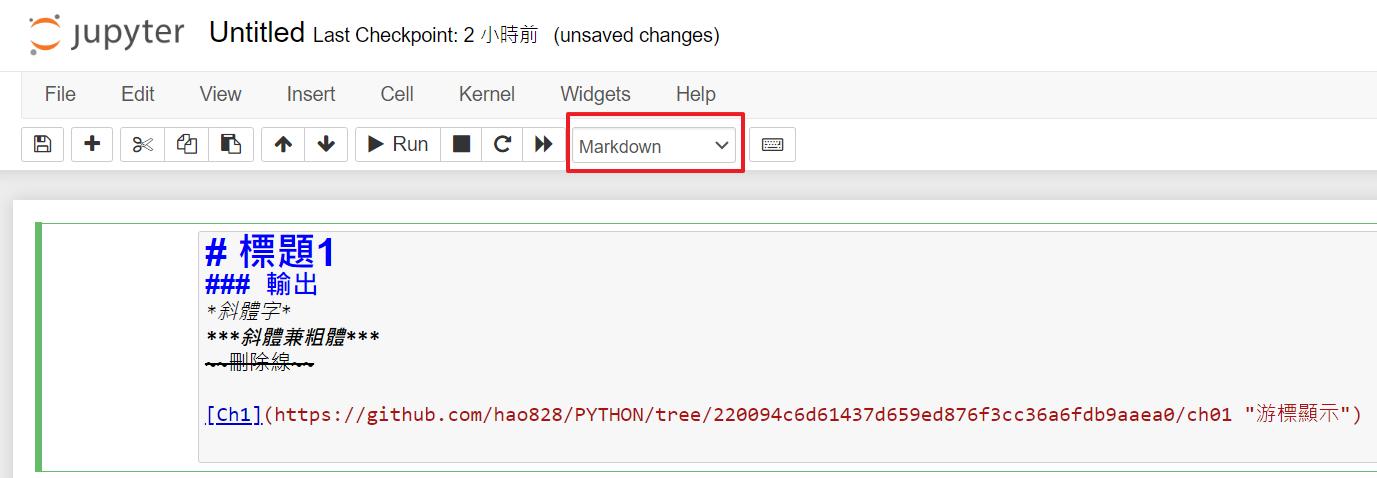 jupyter Untitled Last Checkpoint: 2 小時前 (unsaved changes)
File Edit View Insert Cell Kernel Widgets Help
Run Markdown
# 標題1
### 輸出
*斜體字*
***斜體兼粗體***
~~刪除線~~
[Ch1](https://github.com/hao828/PYTHON/tree/220094c6d61437d659ed876f3cc36a6fdb9aaea0/ch01 "游標顯示")